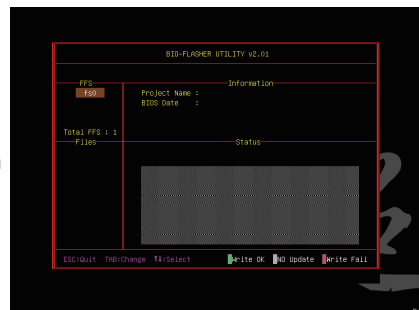 BIO-FLASHER UTILITY v2.01
FFS
Information
fs0
Project Name :
BIOS Date :
Total FFS : 1
Files
Status
ESC:Quit TAB:Change ↑↓:Select Write OK NO Update Write Fail